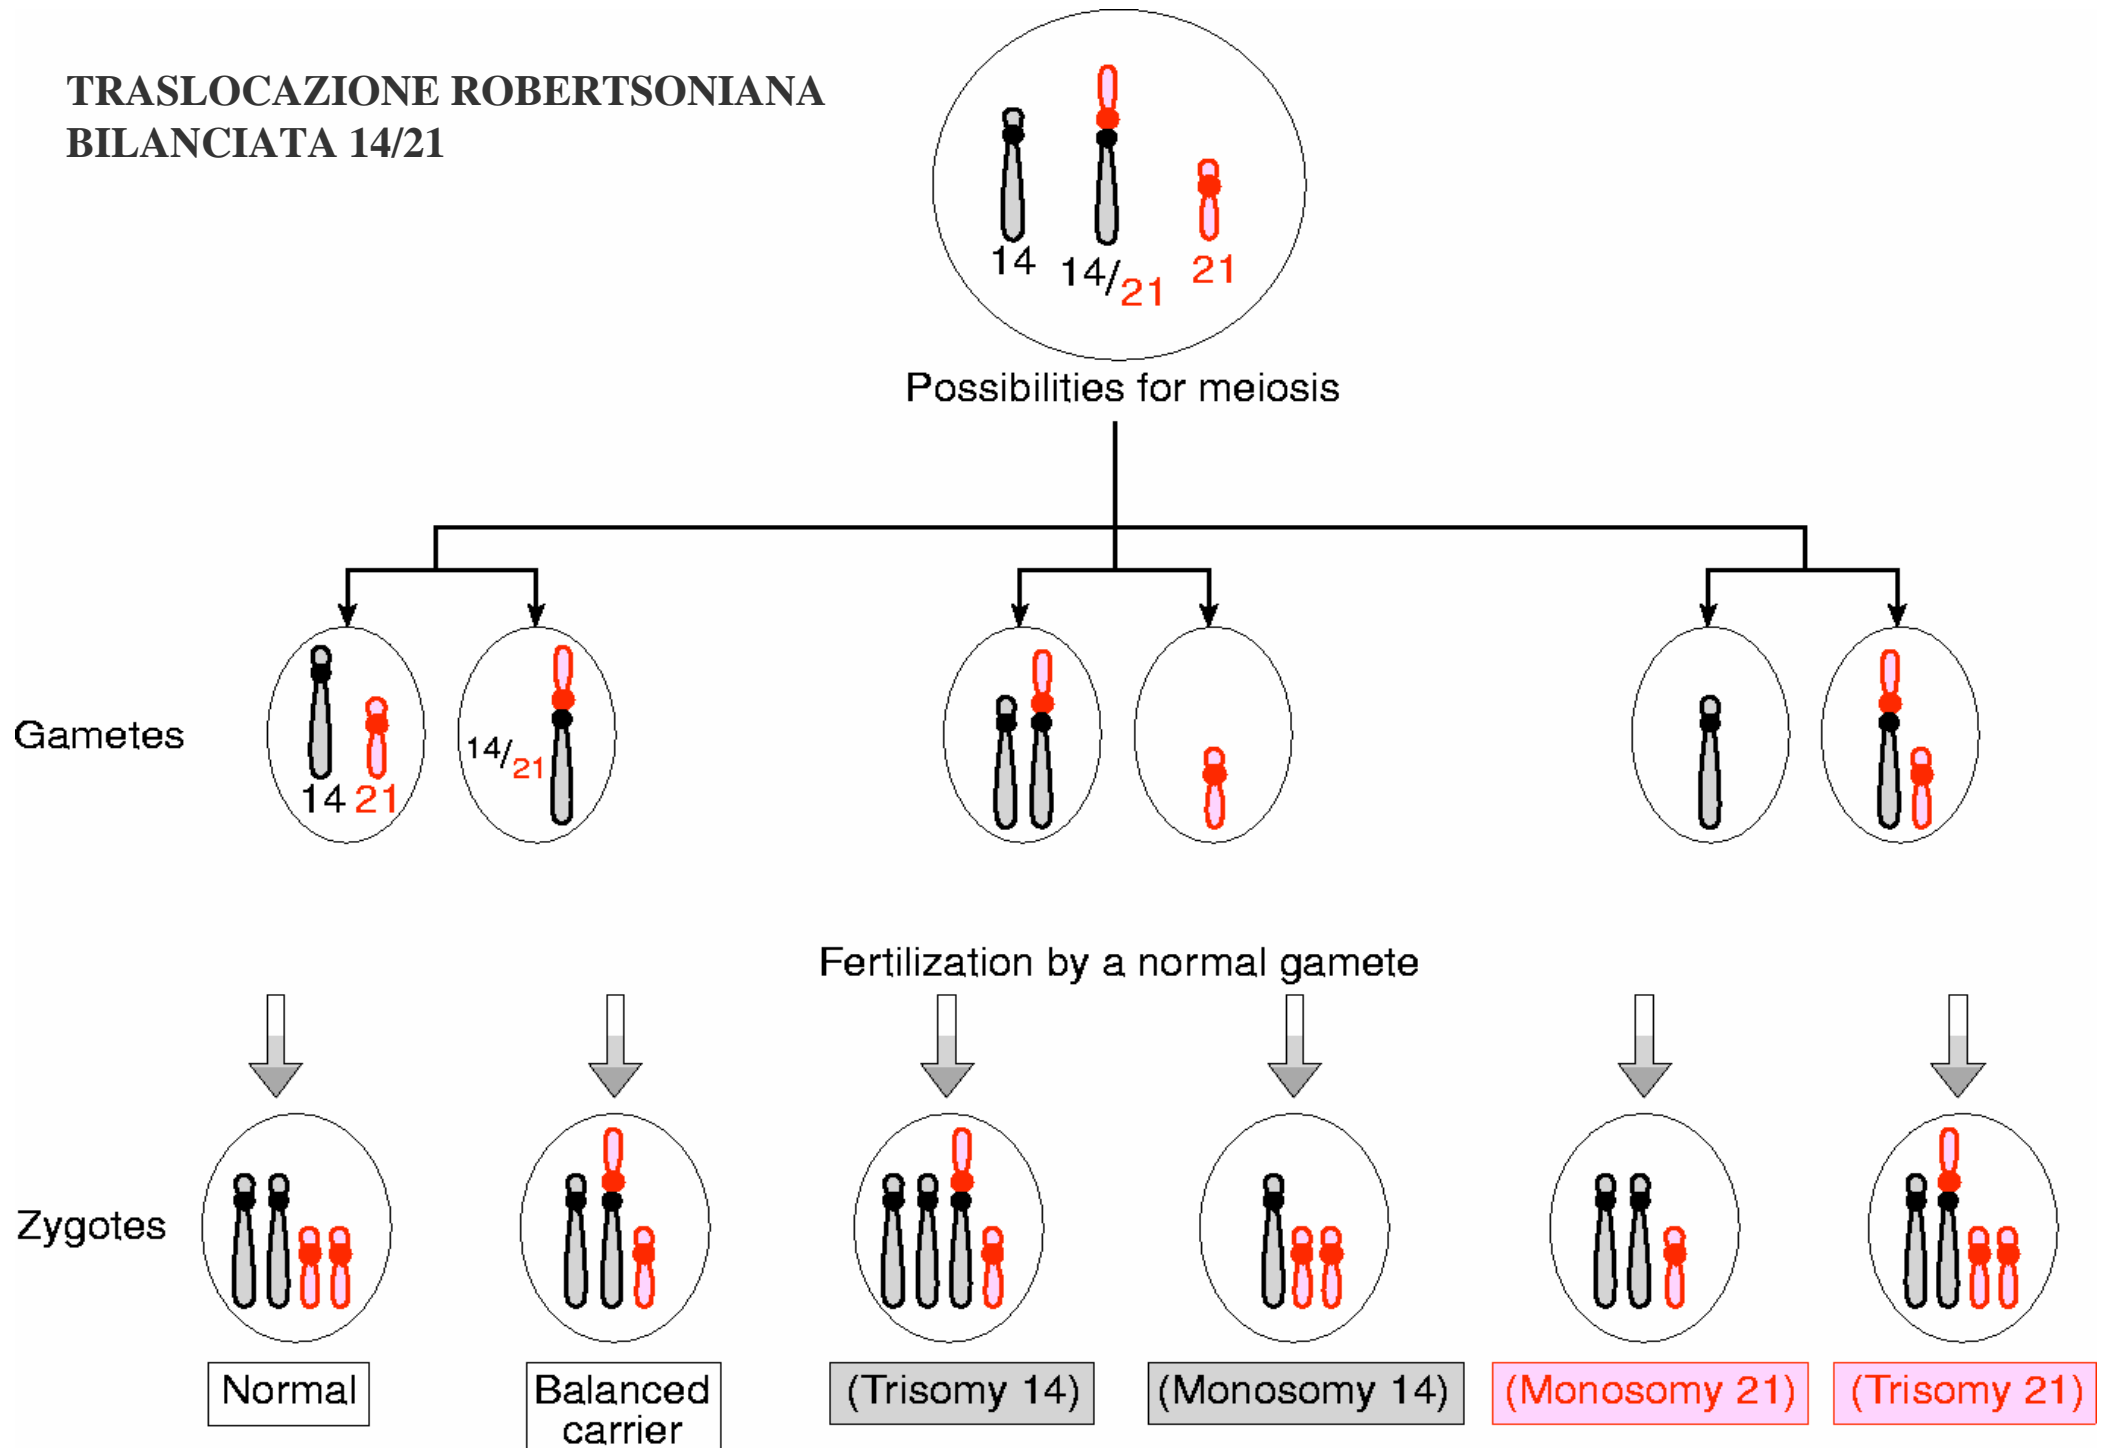 TRASLOCAZIONE ROBERTSONIANA
BILANCIATA 14/21
14
14/21
21
Possibilities for meiosis
Gametes
14 21
14/21
Fertilization by a normal gamete
Zygotes
Normal
Balanced
carrier
(Trisomy 14)
(Monosomy 14)
(Monosomy 21)
(Trisomy 21)